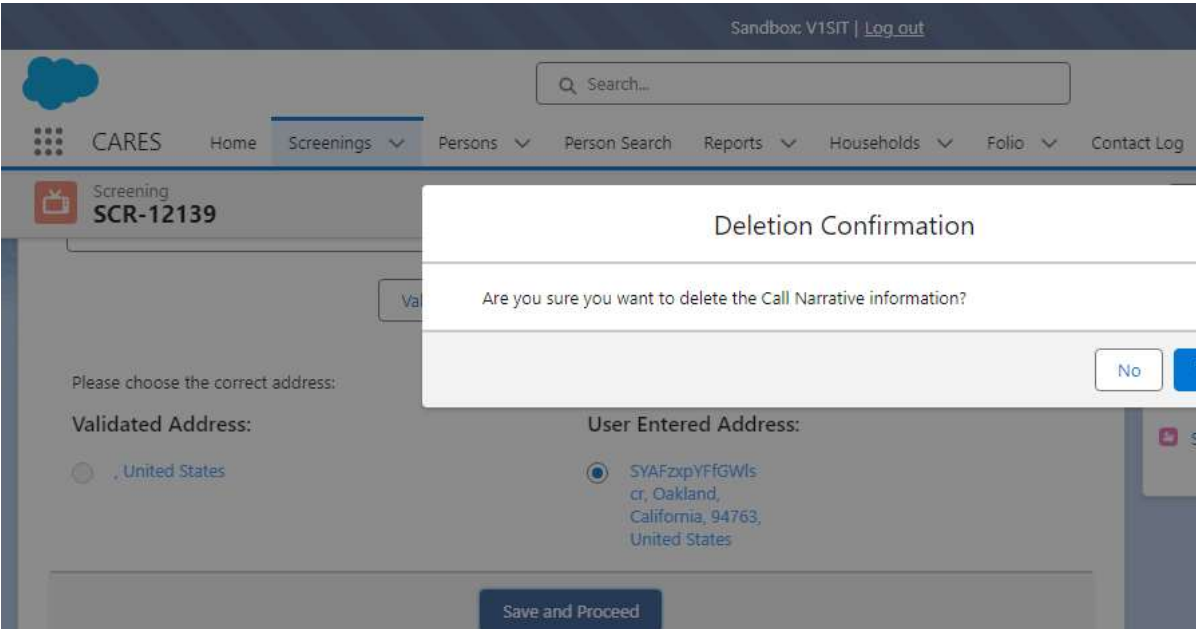 Sandbox: V1SIT | Log out
Search...
CARES Home Screenings Persons Person Search Reports Households Folio Contact Log
Screening
SCR-12139
Deletion Confirmation
Are you sure you want to delete the Call Narrative information?
No
Please choose the correct address:
Validated Address:
, United States
User Entered Address:
SYAFzxpYFfGWls
cr, Oakland,
California, 94763,
United States
Save and Proceed